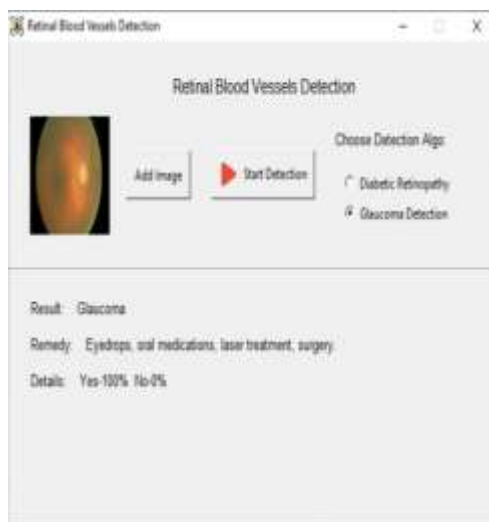 Retinal Blood Vessels Detection
Retinal Blood Vessels Detection
Choose Detection Algo:
Add Image
Start Detection
Diabetic Retinopathy
Glaucoma Detection
Result: Glaucoma
Remedy: Eyedrops, oral medications, laser treatment, surgery.
Details: Yes-100% No-0%